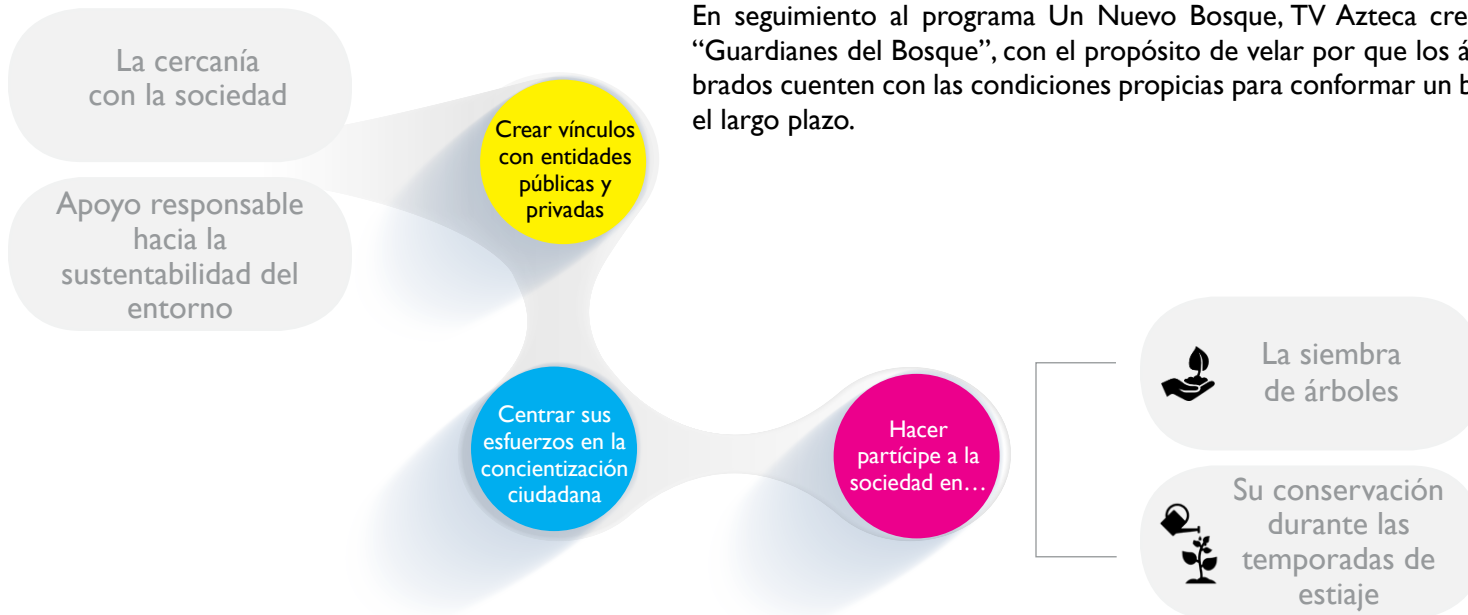 En seguimiento al programa Un Nuevo Bosque, TV Azteca
“Guardianes del Bosque”, con el propósito de velar por que los
brados cuenten con las condiciones propicias para conformar un
el largo plazo.
La cercanía
con la sociedad
Apoyo responsable
hacia la
sustentabilidad del
entorno
Crear vínculos
con entidades
públicas y
privadas
Centrar sus
esfuerzos en la
concientización
ciudadana
Hacer
partícipe a la
sociedad en…
La siembra
de árboles
Su conservación
durante las
temporadas de
estiaje